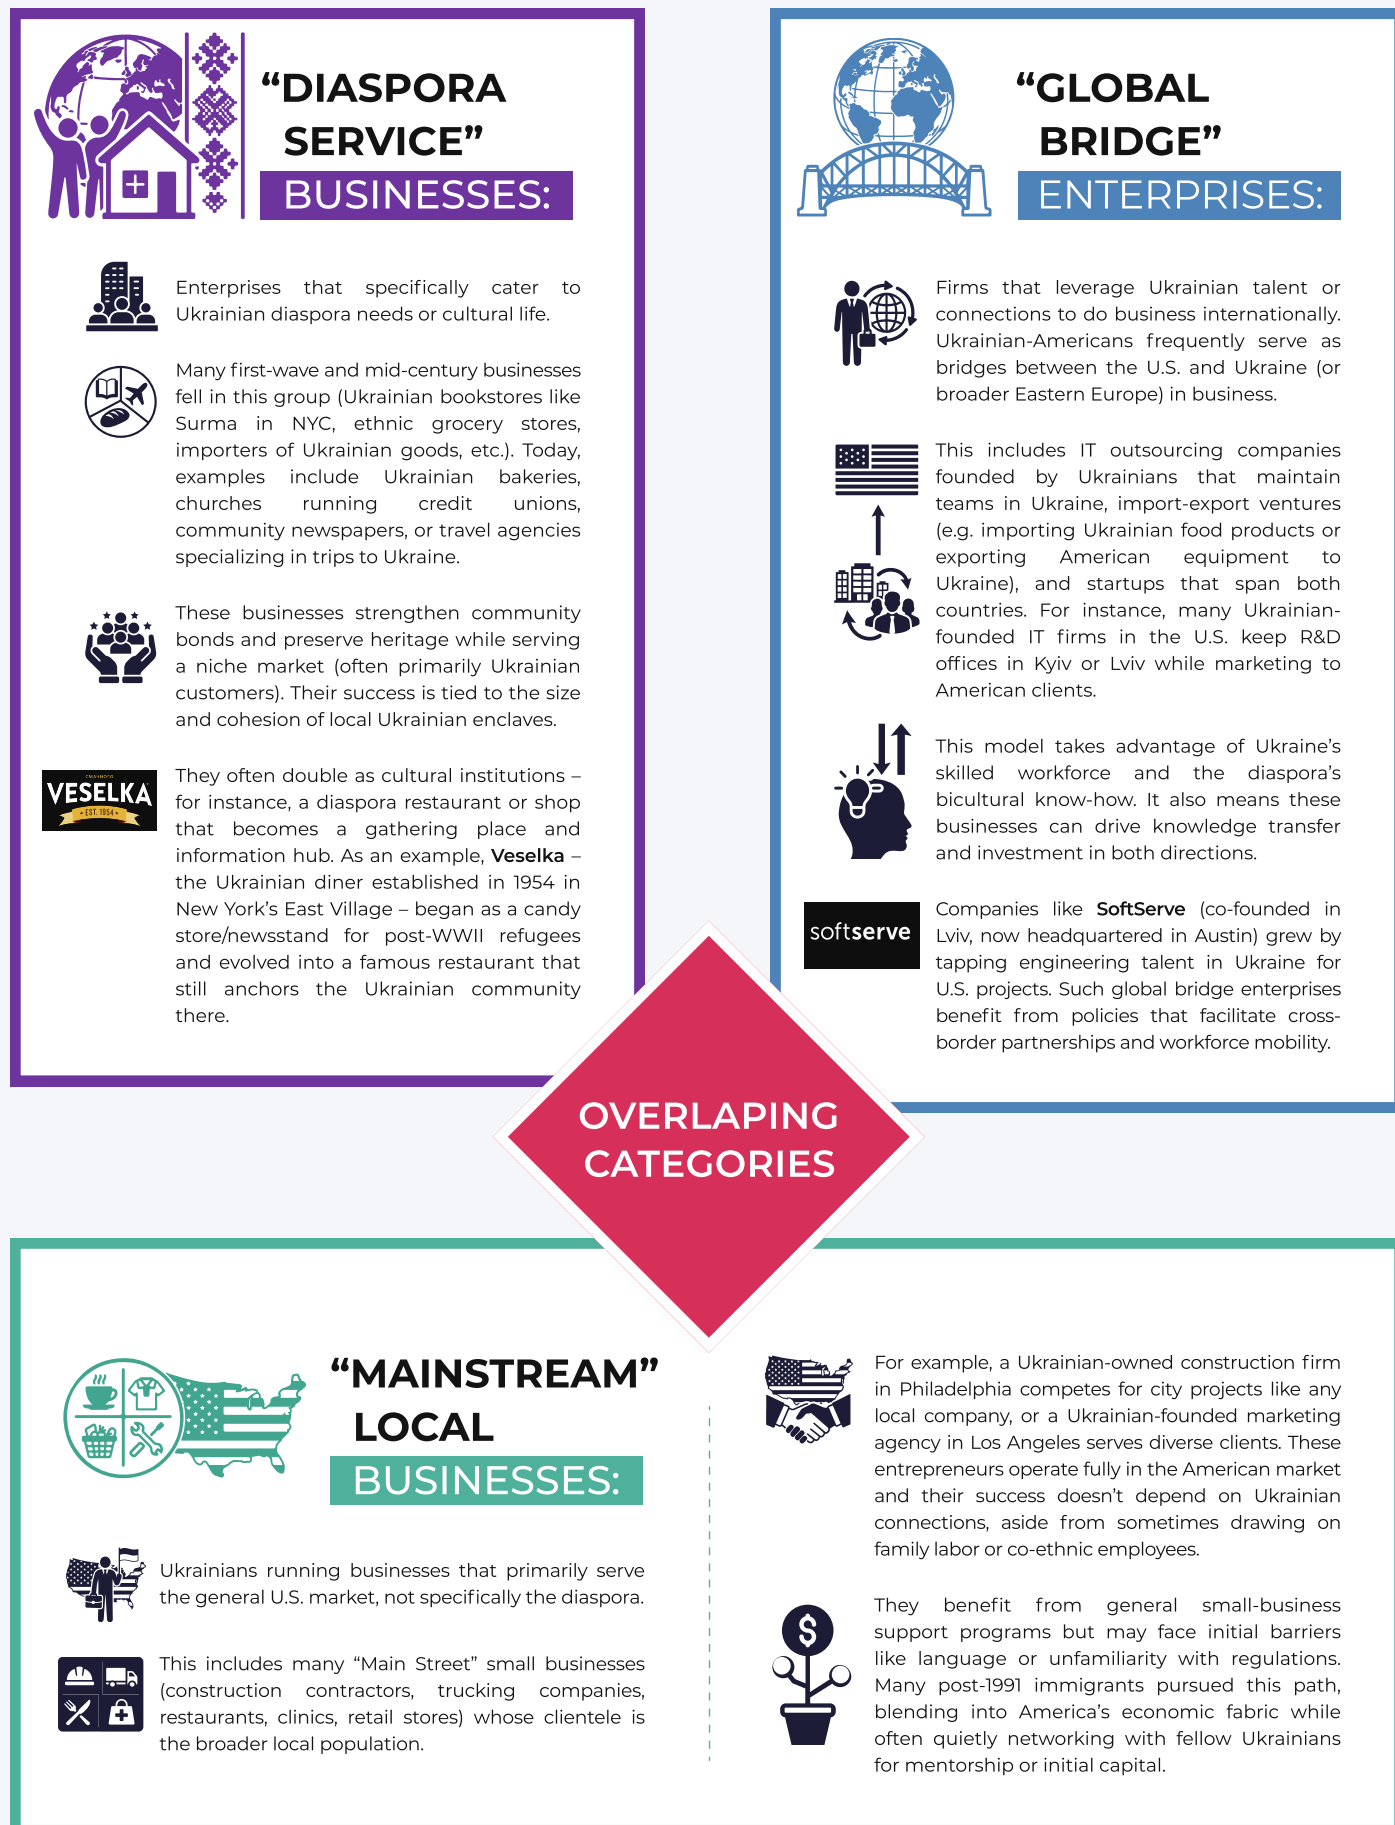 “DIASPORA
SERVICE”
BUSINESSES:
Enterprises that specifically cater to
Ukrainian diaspora needs or cultural life.
Many first-wave and mid-century businesses
fell in this group (Ukrainian bookstores like
Surma in NYC, ethnic grocery stores,
importers of Ukrainian goods, etc.). Today,
examples include Ukrainian bakeries,
churches running credit unions,
community newspapers, or travel agencies
specializing in trips to Ukraine.
These businesses strengthen community
bonds and preserve heritage while serving
a niche market (often primarily Ukrainian
customers). Their success is tied to the size
and cohesion of local Ukrainian enclaves.
VESELKA
EST. 1954
They often double as cultural institutions –
for instance, a diaspora restaurant or shop
that becomes a gathering place and
information hub. As an example, Veselka –
the Ukrainian diner established in 1954 in
New York’s East Village – began as a candy
store/newsstand for post-WWII refugees
and evolved into a famous restaurant that
still anchors the Ukrainian community
there.
“GLOBAL
BRIDGE”
ENTERPRISES:
Firms that leverage Ukrainian talent or
connections to do business internationally.
Ukrainian-Americans frequently serve as
bridges between the U.S. and Ukraine (or
broader Eastern Europe) in business.
This includes IT outsourcing companies
founded by Ukrainians that maintain
teams in Ukraine, import-export ventures
(e.g. importing Ukrainian food products or
exporting American equipment to
Ukraine), and startups that span both
countries. For instance, many Ukrainian-
founded IT firms in the U.S. keep R&D
offices in Kyiv or Lviv while marketing to
American clients.
This model takes advantage of Ukraine’s
skilled workforce and the diaspora’s
bicultural know-how. It also means these
businesses can drive knowledge transfer
and investment in both directions.
softserve
Companies like SoftServe (co-founded in
Lviv, now headquartered in Austin) grew by
tapping engineering talent in Ukraine for
U.S. projects. Such global bridge enterprises
benefit from policies that facilitate cross-
border partnerships and workforce mobility.
OVERLAPING
CATEGORIES
“MAINSTREAM”
LOCAL
BUSINESSES:
Ukrainians running businesses that primarily serve
the general U.S. market, not specifically the diaspora.
This includes many “Main Street” small businesses
(construction contractors, trucking companies,
restaurants, clinics, retail stores) whose clientele is
the broader local population.
For example, a Ukrainian-owned construction firm
in Philadelphia competes for city projects like any
local company, or a Ukrainian-founded marketing
agency in Los Angeles serves diverse clients. These
entrepreneurs operate fully in the American market
and their success doesn’t depend on Ukrainian
connections, aside from sometimes drawing on
family labor or co-ethnic employees.
$
They benefit from general small-business
support programs but may face initial barriers
like language or unfamiliarity with regulations.
Many post-1991 immigrants pursued this path,
blending into America’s economic fabric while
often quietly networking with fellow Ukrainians
for mentorship or initial capital.